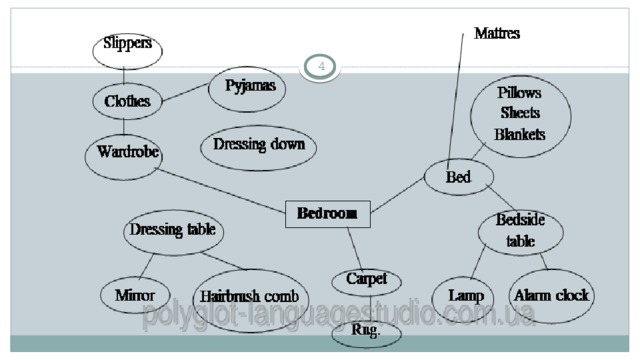 Slippers
Mattres
4
Clothes
Pyjamas
Pillows
Sheets
Blankets
Wardrobe
Dressing down
Bed
Bedroom
Dressing table
Bedside
table
Carpet
Mirror
Hairbrush comb
Lamp
Alarm clock
polyglot-languagestudio.com.ua
Rug.